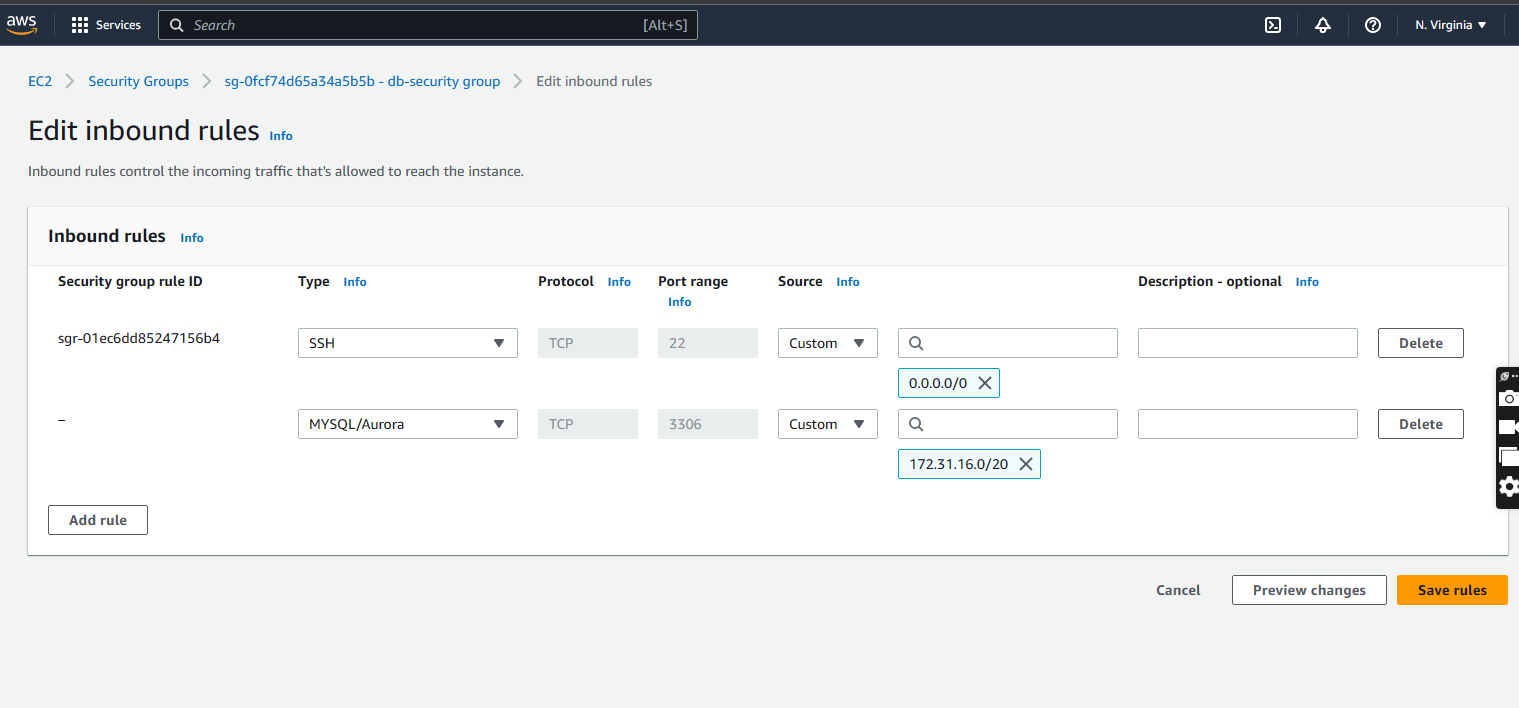 aws
Services
Search
[Alt+S]
N. Virginia
EC2
Security Groups
sg-0fcf74d65a34a5b5b - db-security group
Edit inbound rules
Edit inbound rules
Info
Inbound rules control the incoming traffic that's allowed to reach the instance.
Inbound rules
Info
Security group rule ID
Type Info
Protocol Info
Port range
Info
Source Info
Description - optional Info
sgr-01ec6dd85247156b4
SSH
TCP
22
Custom
Delete
0.0.0.0/0
–
MYSQL/Aurora
TCP
3306
Custom
Delete
172.31.16.0/20
Add rule
Cancel
Preview changes
Save rules